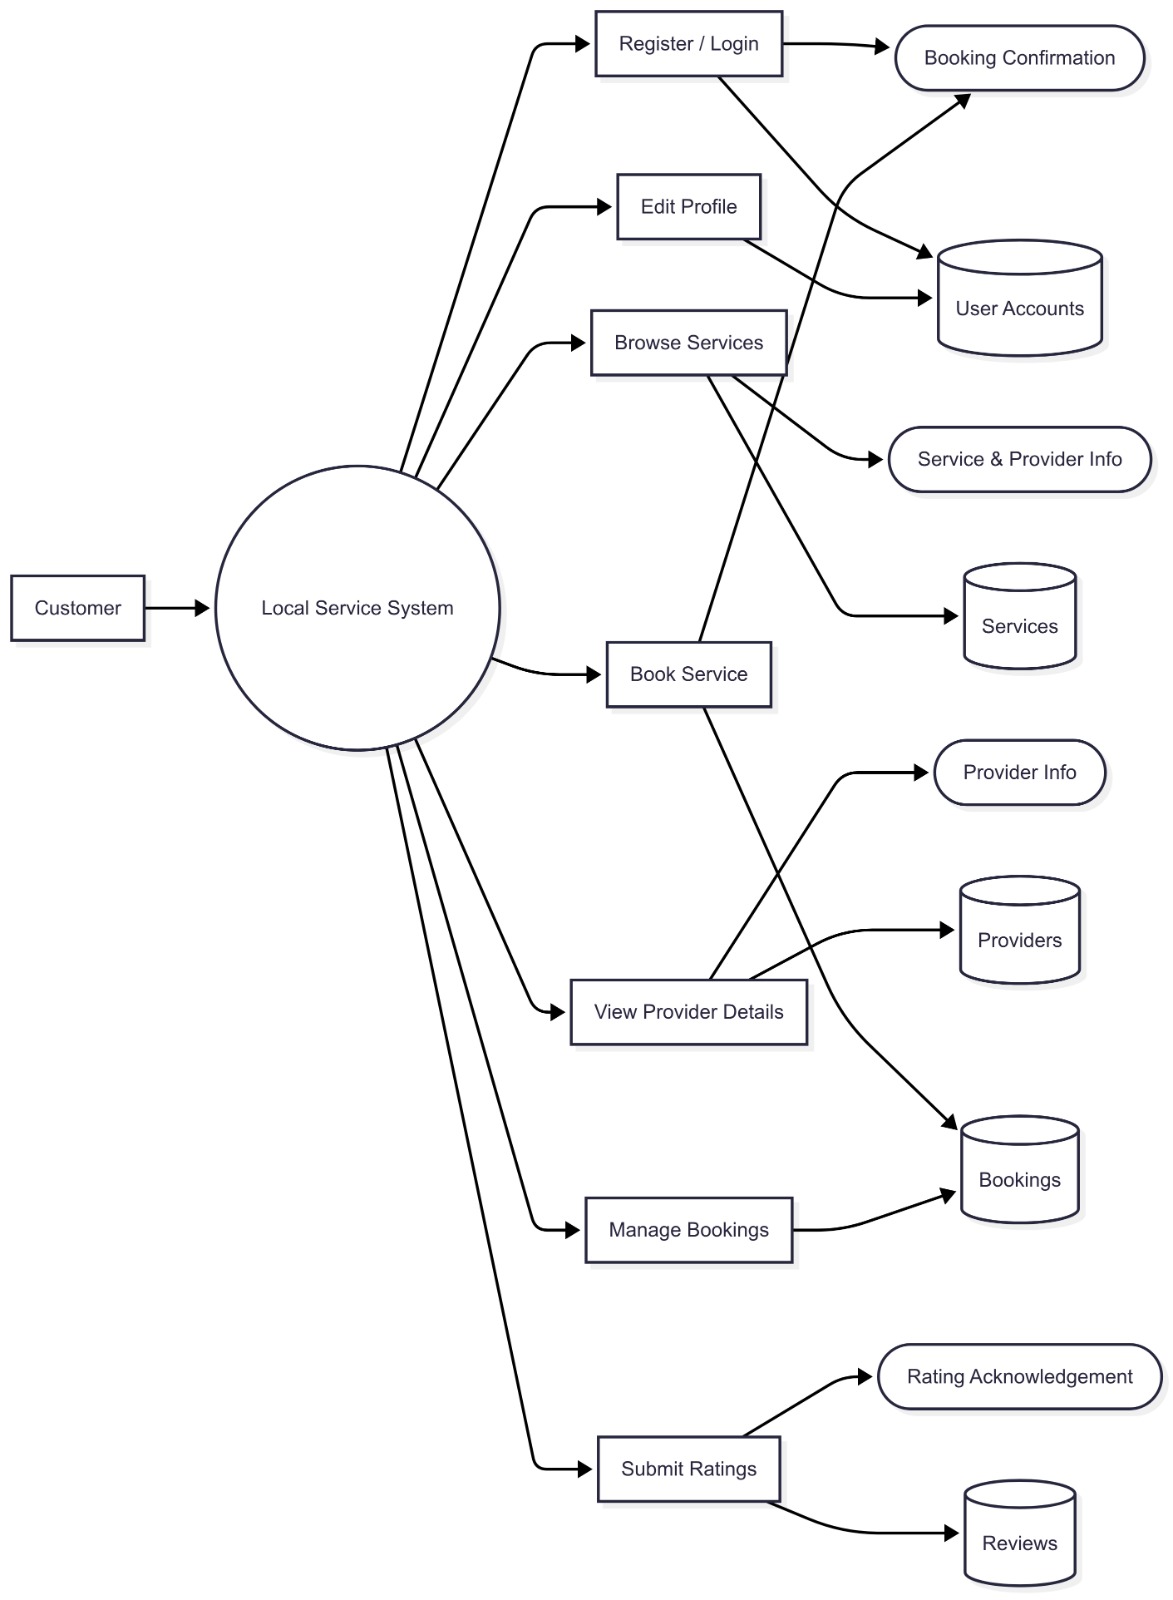 Register / Login
Booking Confirmation
Edit Profile
User Accounts
Browse Services
Service & Provider Info
Customer
Local Service System
Services
Book Service
Provider Info
Providers
View Provider Details
Bookings
Manage Bookings
Rating Acknowledgement
Submit Ratings
Reviews